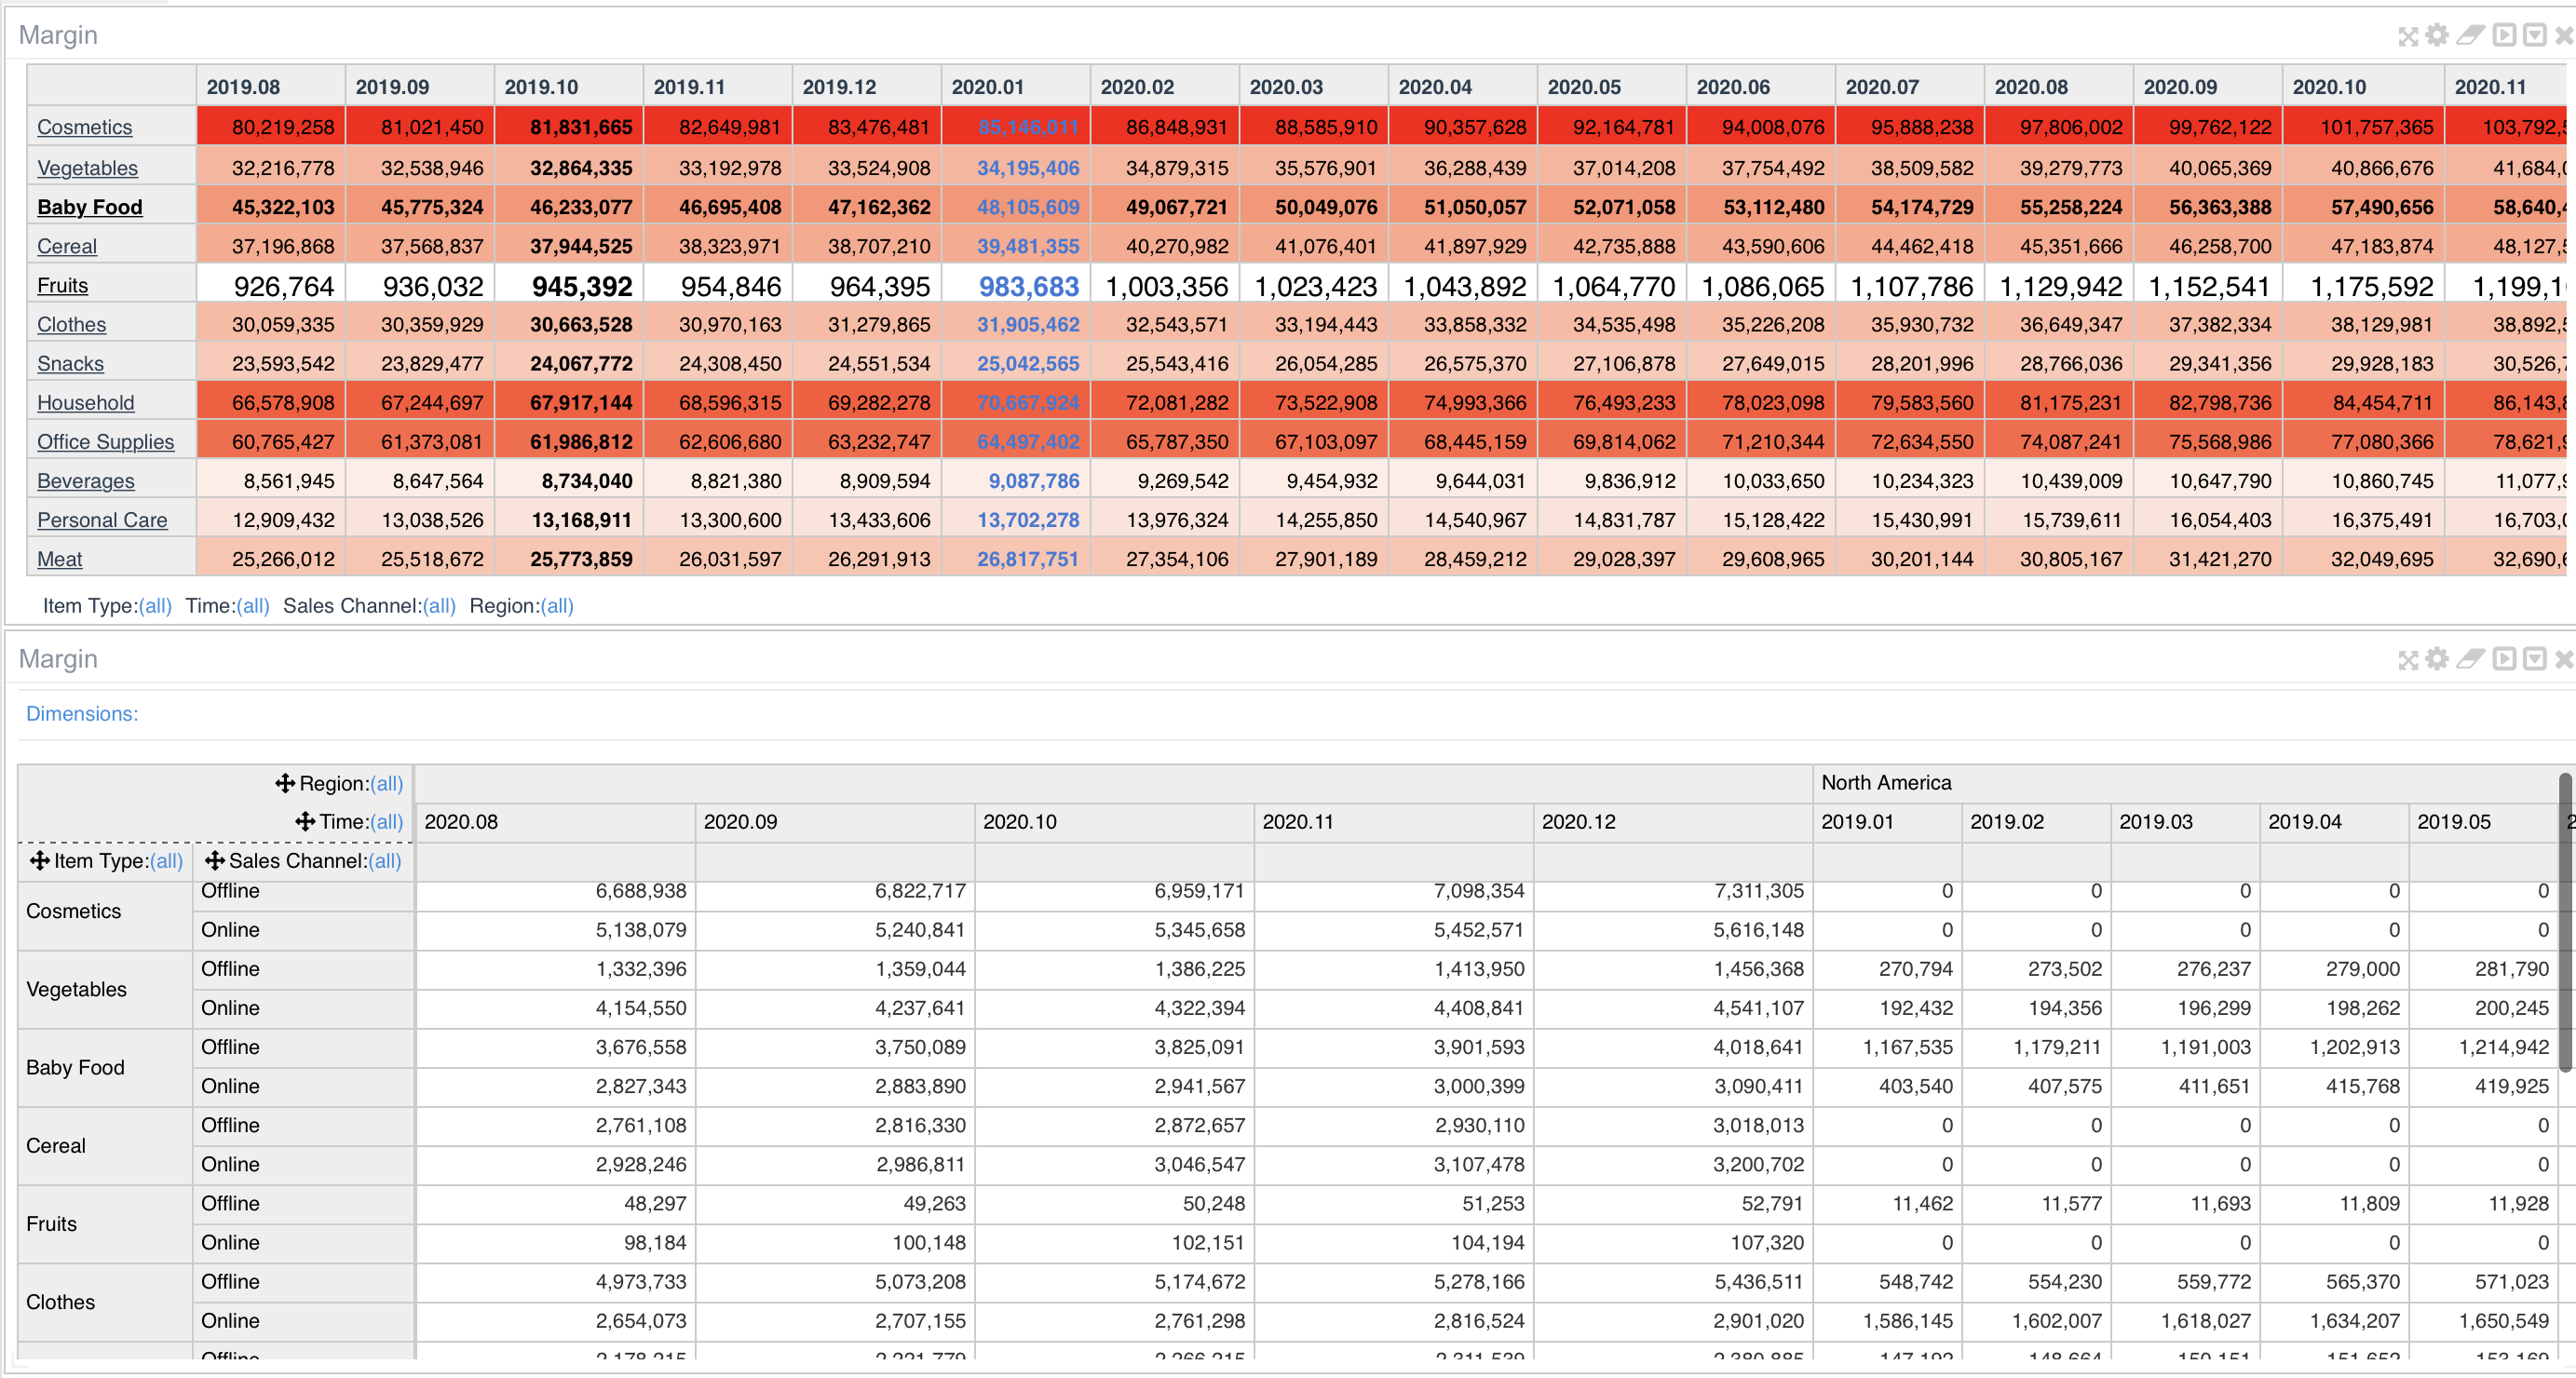 Margin
2019.08 2019.09 2019.10 2019.11 2019.12 2020.01 2020.02 2020.03 2020.04 2020.05 2020.06 2020.07 2020.08 2020.09 2020.10 2020.11
Cosmetics 80,219,258 81,021,450 81,831,665 82,649,981 83,476,481 85,146,011 86,848,931 88,585,910 90,357,628 92,164,781 94,008,076 95,888,238 97,806,002 99,762,122 101,757,365 103,792,
Vegetables 32,216,778 32,538,946 32,864,335 33,192,978 33,524,908 34,195,406 34,879,315 35,576,901 36,288,439 37,014,208 37,754,492 38,509,582 39,279,773 40,065,369 40,866,676 41,684,
Baby Food 45,322,103 45,775,324 46,233,077 46,695,408 47,162,362 48,105,609 49,067,721 50,049,076 51,050,057 52,071,058 53,112,480 54,174,729 55,258,224 56,363,388 57,490,656 58,640,
Cereal 37,196,868 37,568,837 37,944,525 38,323,971 38,707,210 39,481,355 40,270,982 41,076,401 41,897,929 42,735,888 43,590,606 44,462,418 45,351,666 46,258,700 47,183,874 48,127,
Fruits 926,764 936,032 945,392 954,846 964,395 983,683 1,003,356 1,023,423 1,043,892 1,064,770 1,086,065 1,107,786 1,129,942 1,152,541 1,175,592 1,199,1
Clothes 30,059,335 30,359,929 30,663,528 30,970,163 31,279,865 31,905,462 32,543,571 33,194,443 33,858,332 34,535,498 35,226,208 35,930,732 36,649,347 37,382,334 38,129,981 38,892,
Snacks 23,593,542 23,829,477 24,067,772 24,308,450 24,551,534 25,042,565 25,543,416 26,054,285 26,575,370 27,106,878 27,649,015 28,201,996 28,766,036 29,341,356 29,928,183 30,526,
Household 66,578,908 67,244,697 67,917,144 68,596,315 69,282,278 70,667,924 72,081,282 73,522,908 74,993,366 76,493,233 78,023,098 79,583,560 81,175,231 82,798,736 84,454,711 86,143,
Office Supplies 60,765,427 61,373,081 61,986,812 62,606,680 63,232,747 64,497,402 65,787,350 67,103,097 68,445,159 69,814,062 71,210,344 72,634,550 74,087,241 75,568,986 77,080,366 78,621,
Beverages 8,561,945 8,647,564 8,734,040 8,821,380 8,909,594 9,087,786 9,269,542 9,454,932 9,644,031 9,836,912 10,033,650 10,234,323 10,439,009 10,647,790 10,860,745 11,077,
Personal Care 12,909,432 13,038,526 13,168,911 13,300,600 13,433,606 13,702,278 13,976,324 14,255,850 14,540,967 14,831,787 15,128,422 15,430,991 15,739,611 16,054,403 16,375,491 16,703,
Meat 25,266,012 25,518,672 25,773,859 26,031,597 26,291,913 26,817,751 27,354,106 27,901,189 28,459,212 29,028,397 29,608,965 30,201,144 30,805,167 31,421,270 32,049,695 32,690,
Item Type:(all) Time:(all) Sales Channel:(all) Region:(all)
Margin
Dimensions:
Region:(all) North America
Time:(all) 2020.08 2020.09 2020.10 2020.11 2020.12 2019.01 2019.02 2019.03 2019.04 2019.05 2
Item Type:(all) Sales Channel:(all)
Cosmetics
Offline 6,688,938 6,822,717 6,959,171 7,098,354 7,311,305 0 0 0 0 0
Online 5,138,079 5,240,841 5,345,658 5,452,571 5,616,148 0 0 0 0 0
Vegetables
Offline 1,332,396 1,359,044 1,386,225 1,413,950 1,456,368 270,794 273,502 276,237 279,000 281,790
Online 4,154,550 4,237,641 4,322,394 4,408,841 4,541,107 192,432 194,356 196,299 198,262 200,245
Baby Food
Offline 3,676,558 3,750,089 3,825,091 3,901,593 4,018,641 1,167,535 1,179,211 1,191,003 1,202,913 1,214,942
Online 2,827,343 2,883,890 2,941,567 3,000,399 3,090,411 403,540 407,575 411,651 415,768 419,925
Cereal
Offline 2,761,108 2,816,330 2,872,657 2,930,110 3,018,013 0 0 0 0 0
Online 2,928,246 2,986,811 3,046,547 3,107,478 3,200,702 0 0 0 0 0
Fruits
Offline 48,297 49,263 50,248 51,253 52,791 11,462 11,577 11,693 11,809 11,928
Online 98,184 100,148 102,151 104,194 107,320 0 0 0 0 0
Clothes
Offline 4,973,733 5,073,208 5,174,672 5,278,166 5,436,511 548,742 554,230 559,772 565,370 571,023
Online 2,654,073 2,707,155 2,761,298 2,816,524 2,901,020 1,586,145 1,602,007 1,618,027 1,634,207 1,650,549
Offline